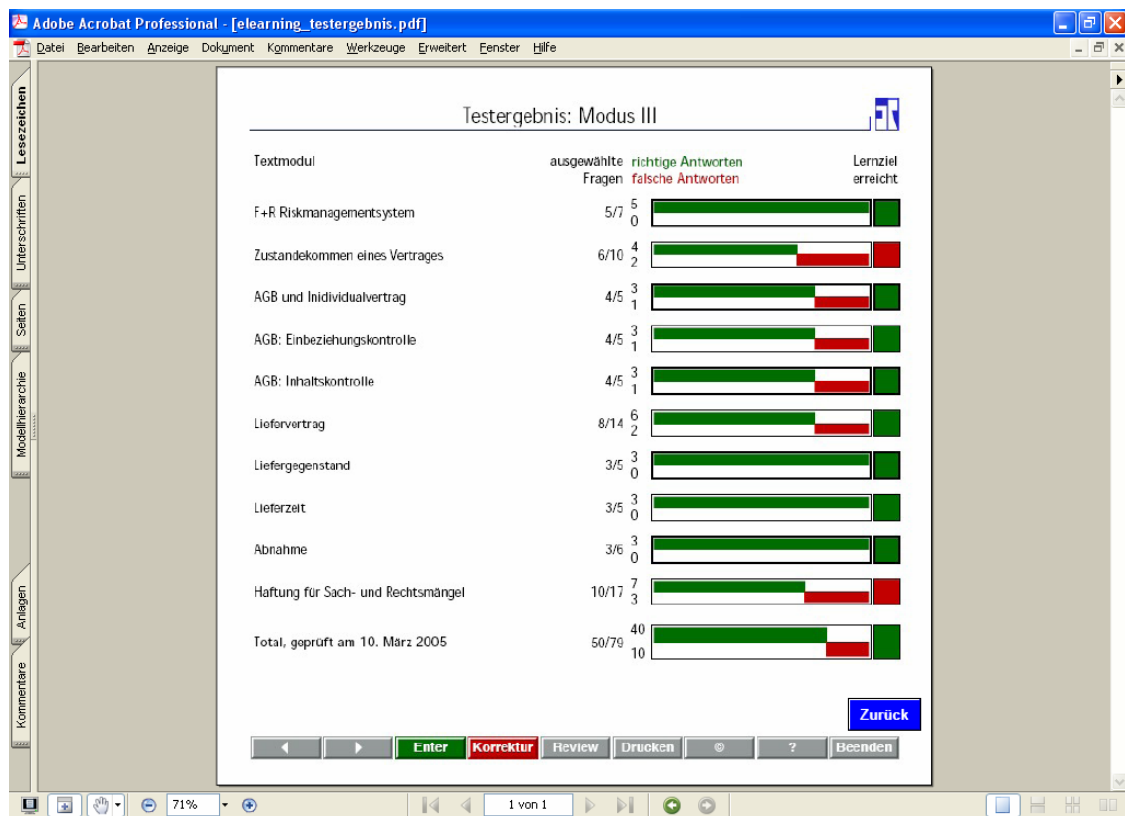 Adobe Acrobat Professional - [elearning_testergebnis.pdf]
Datei Bearbeiten Anzeige Dokument Kommentare Werkzeuge Erweitert Fenster Hilfe
Lesezeichen
Unterschriften
Seiten
Modellhierarchie
Anlagen
Kommentare
Testergebnis: Modus III
Textmodul ausgewählte richtige Antworten Lernziel
Fragen falsche Antworten erreicht
F+R Riskmanagementsystem 5/7 5
0
Zustandekommen eines Vertrages 6/10 4
2
AGB und Inidividualvertrag 4/5 3
1
AGB: Einbeziehungskontrolle 4/5 3
1
AGB: Inhaltskontrolle 4/5 3
1
Liefervertrag 8/14 6
2
Liefergegenstand 3/5 3
0
Lieferzeit 3/5 3
0
Abnahme 3/6 3
0
Haftung für Sach- und Rechtsmängel 10/17 7
3
Total, geprüft am 10. März 2005 50/79 40
10
Zurück
Enter Korrektur Review Drucken © ? Beenden
71% 1 von 1